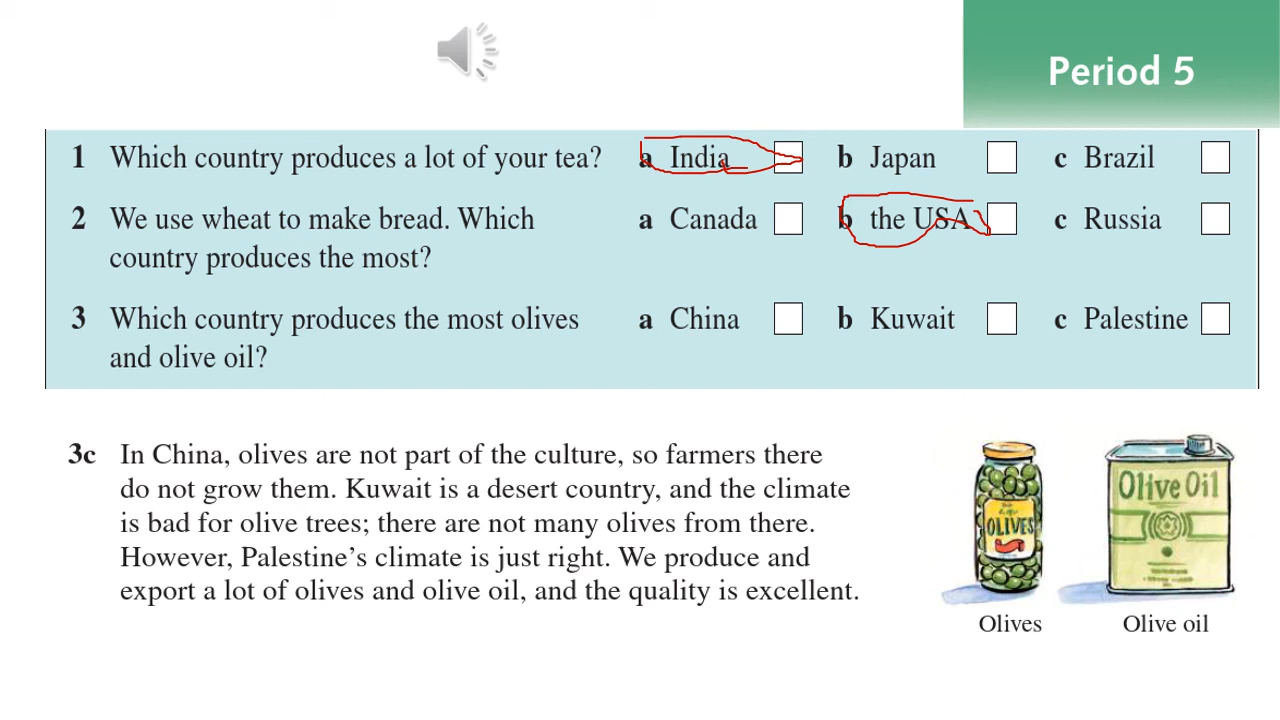 Period 5
1 Which country produces a lot of your tea? a India b Japan c Brazil
2 We use wheat to make bread. Which a Canada b the USA c Russia
country produces the most?
3 Which country produces the most olives a China b Kuwait c Palestine
and olive oil?
3c In China, olives are not part of the culture, so farmers there
do not grow them. Kuwait is a desert country, and the climate
is bad for olive trees; there are not many olives from there.
However, Palestine’s climate is just right. We produce and
export a lot of olives and olive oil, and the quality is excellent.
OLIVES
Olive Oil
Olives
Olive oil